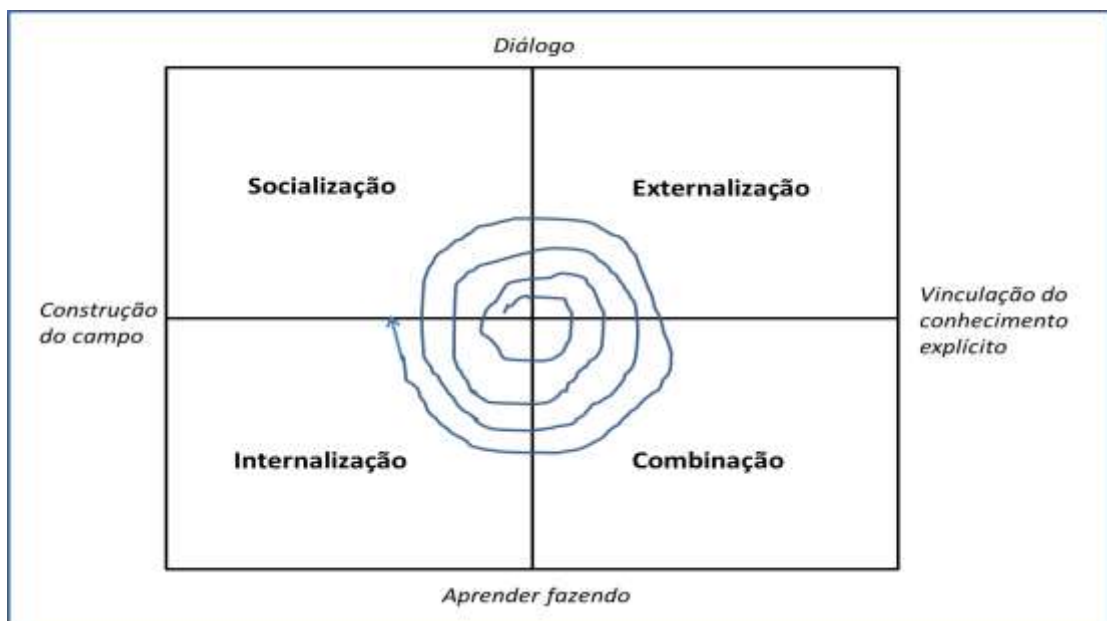 Diálogo
Socialização
Externalização
Construção
do campo
Vinculação do
conhecimento
explícito
Internalização
Combinação
Aprender fazendo